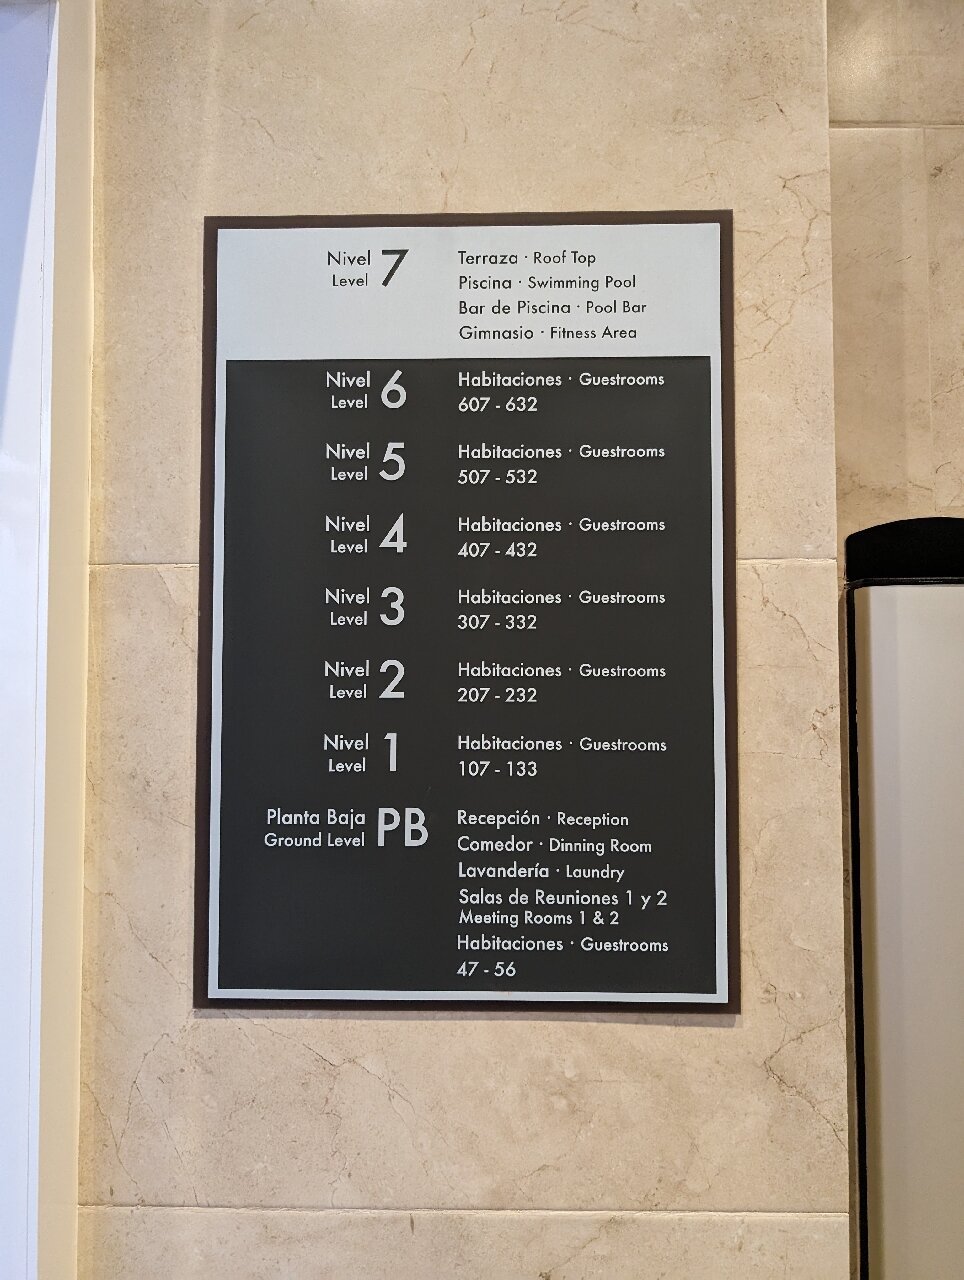 Nivel 7
Level
Terraza · Roof Top
Piscina · Swimming Pool
Bar de Piscina · Pool Bar
Gimnasio · Fitness Area
Nivel 6
Level
Habitaciones · Guestrooms
607 - 632
Nivel 5
Level
Habitaciones · Guestrooms
507 - 532
Nivel 4
Level
Habitaciones · Guestrooms
407 - 432
Nivel 3
Level
Habitaciones · Guestrooms
307 - 332
Nivel 2
Level
Habitaciones · Guestrooms
207 - 232
Nivel 1
Level
Habitaciones · Guestrooms
107 - 133
Planta Baja PB
Ground Level
Recepción · Reception
Comedor · Dinning Room
Lavandería · Laundry
Salas de Reuniones 1 y 2
Meeting Rooms 1 & 2
Habitaciones · Guestrooms
47 - 56